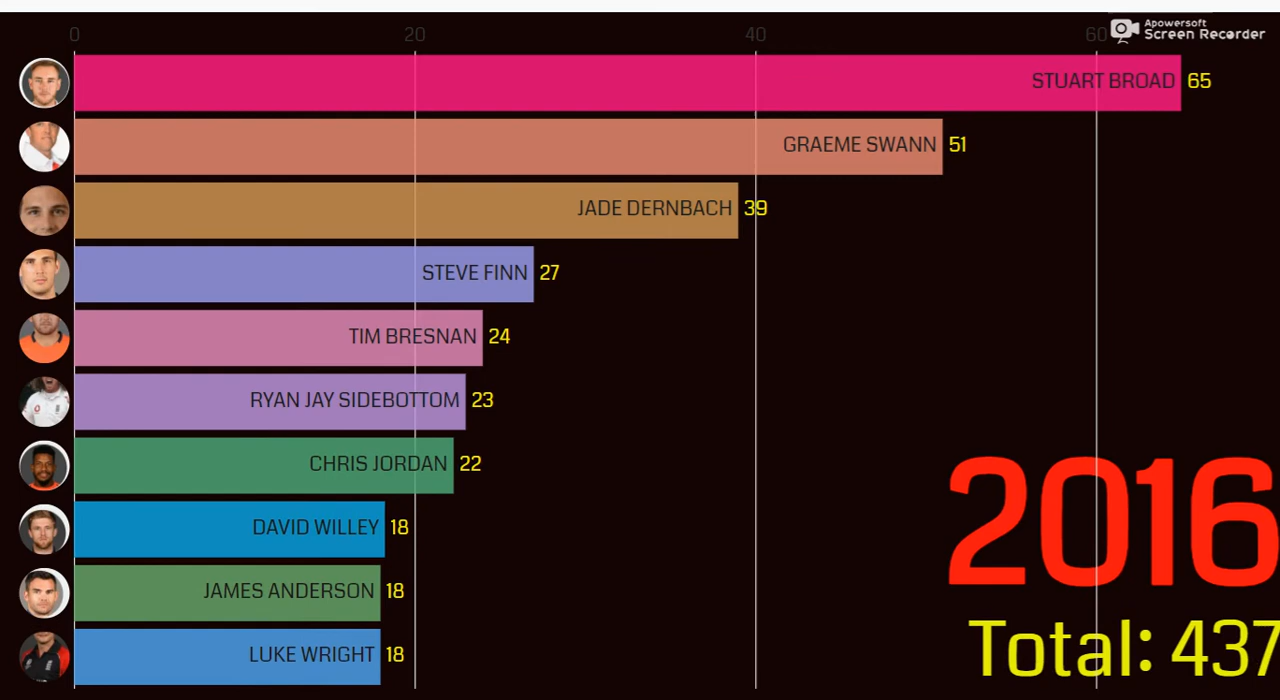 0 20 40 60
Apowersoft
Screen Recorder
STUART BROAD 65
GRAEME SWANN 51
JADE DERNBACH 39
STEVE FINN 27
TIM BRESNAN 24
RYAN JAY SIDEBOTTOM 23
CHRIS JORDAN 22
DAVID WILLEY 18
JAMES ANDERSON 18
LUKE WRIGHT 18
2016
Total: 437